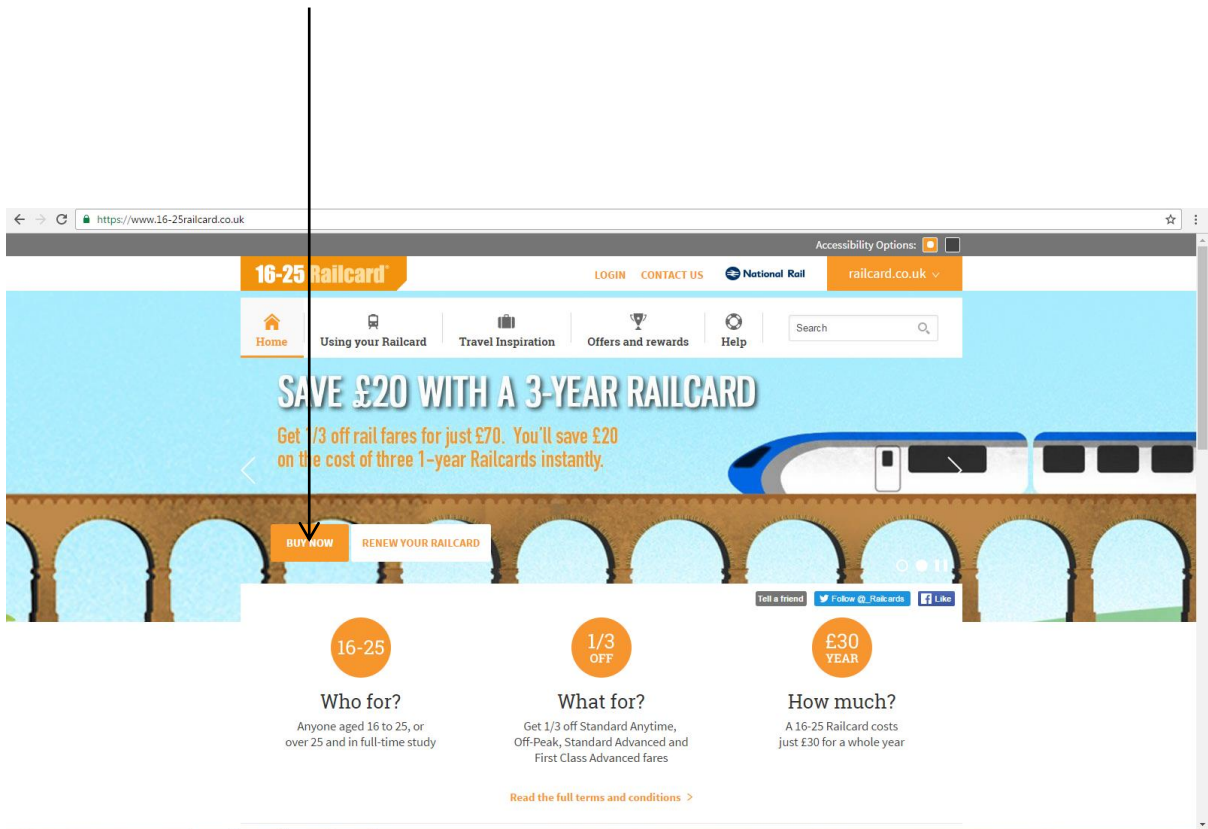 https://www.16-25railcard.co.uk
Accessibility Options:
16-25 Railcard
LOGIN CONTACT US National Rail railcard.co.uk
Home Using your Railcard Travel Inspiration Offers and rewards Help Search
SAVE £20 WITH A 3-YEAR RAILCARD
Get 1/3 off rail fares for just £70. You'll save £20
on the cost of three 1-year Railcards instantly.
BUY NOW RENEW YOUR RAILCARD
Tell a friend Follow @_Railcards Like
16-25
Who for?
Anyone aged 16 to 25, or
over 25 and in full-time study
1/3
OFF
What for?
Get 1/3 off Standard Anytime,
Off-Peak, Standard Advanced and
First Class Advanced fares
£30
YEAR
How much?
A 16-25 Railcard costs
just £30 for a whole year
Read the full terms and conditions >